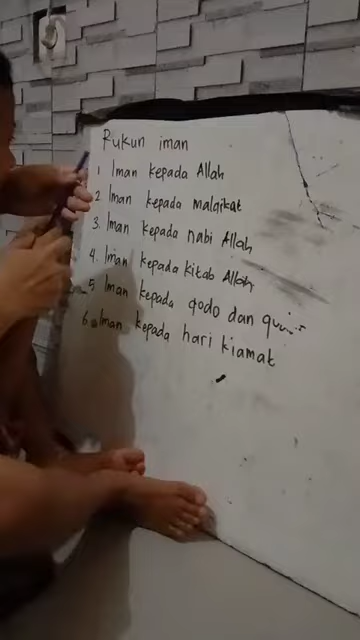 Rukun iman
1 Iman kepada Allah
2 Iman kepada malaikat
3. Iman kepada nabi Allah
4. Iman kepada kitab Allah
5 Iman kepada qodo dan
6. Iman kepada hari kiamat